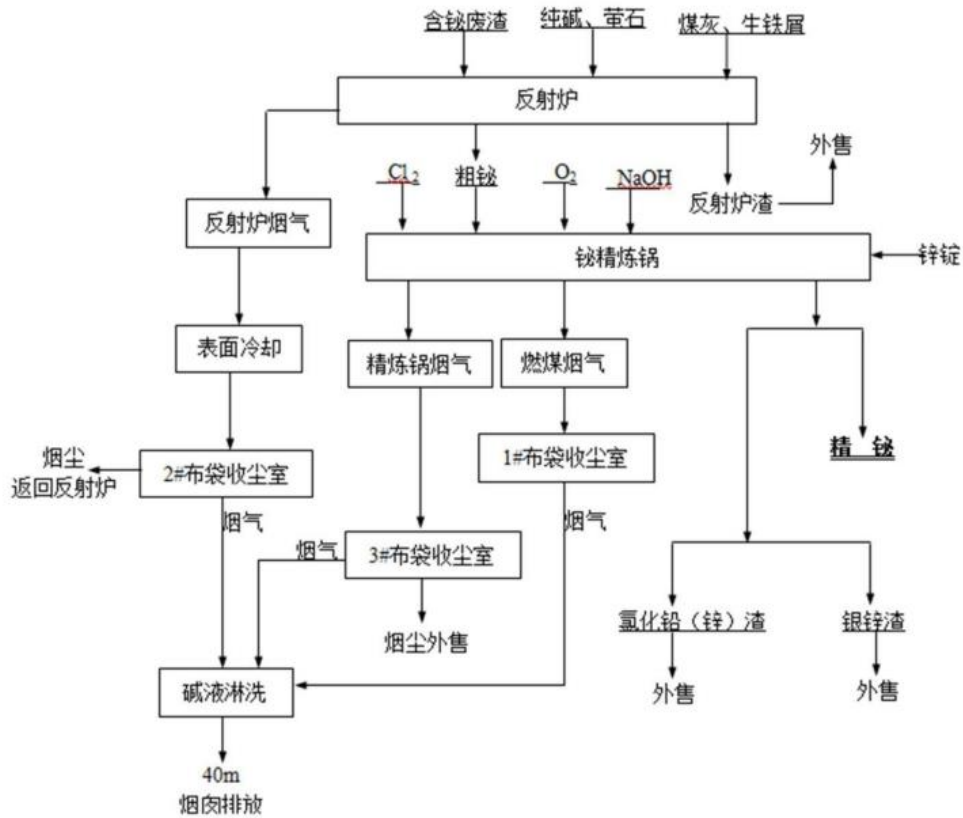 含铋废渣 纯碱、萤石 煤灰、生铁屑
反射炉
外售
Cl2 粗铋 O2 NaOH
反射炉渣
反射炉烟气
铋精炼锅 锌锭
表面冷却 精炼锅烟气 燃煤烟气
精 铋
烟尘
返回反射炉
2#布袋收尘室 1#布袋收尘室
烟气 烟气
烟气 3#布袋收尘室
氯化铅（锌）渣 银锌渣
烟尘外售
碱液淋洗 外售 外售
40m
烟囱排放